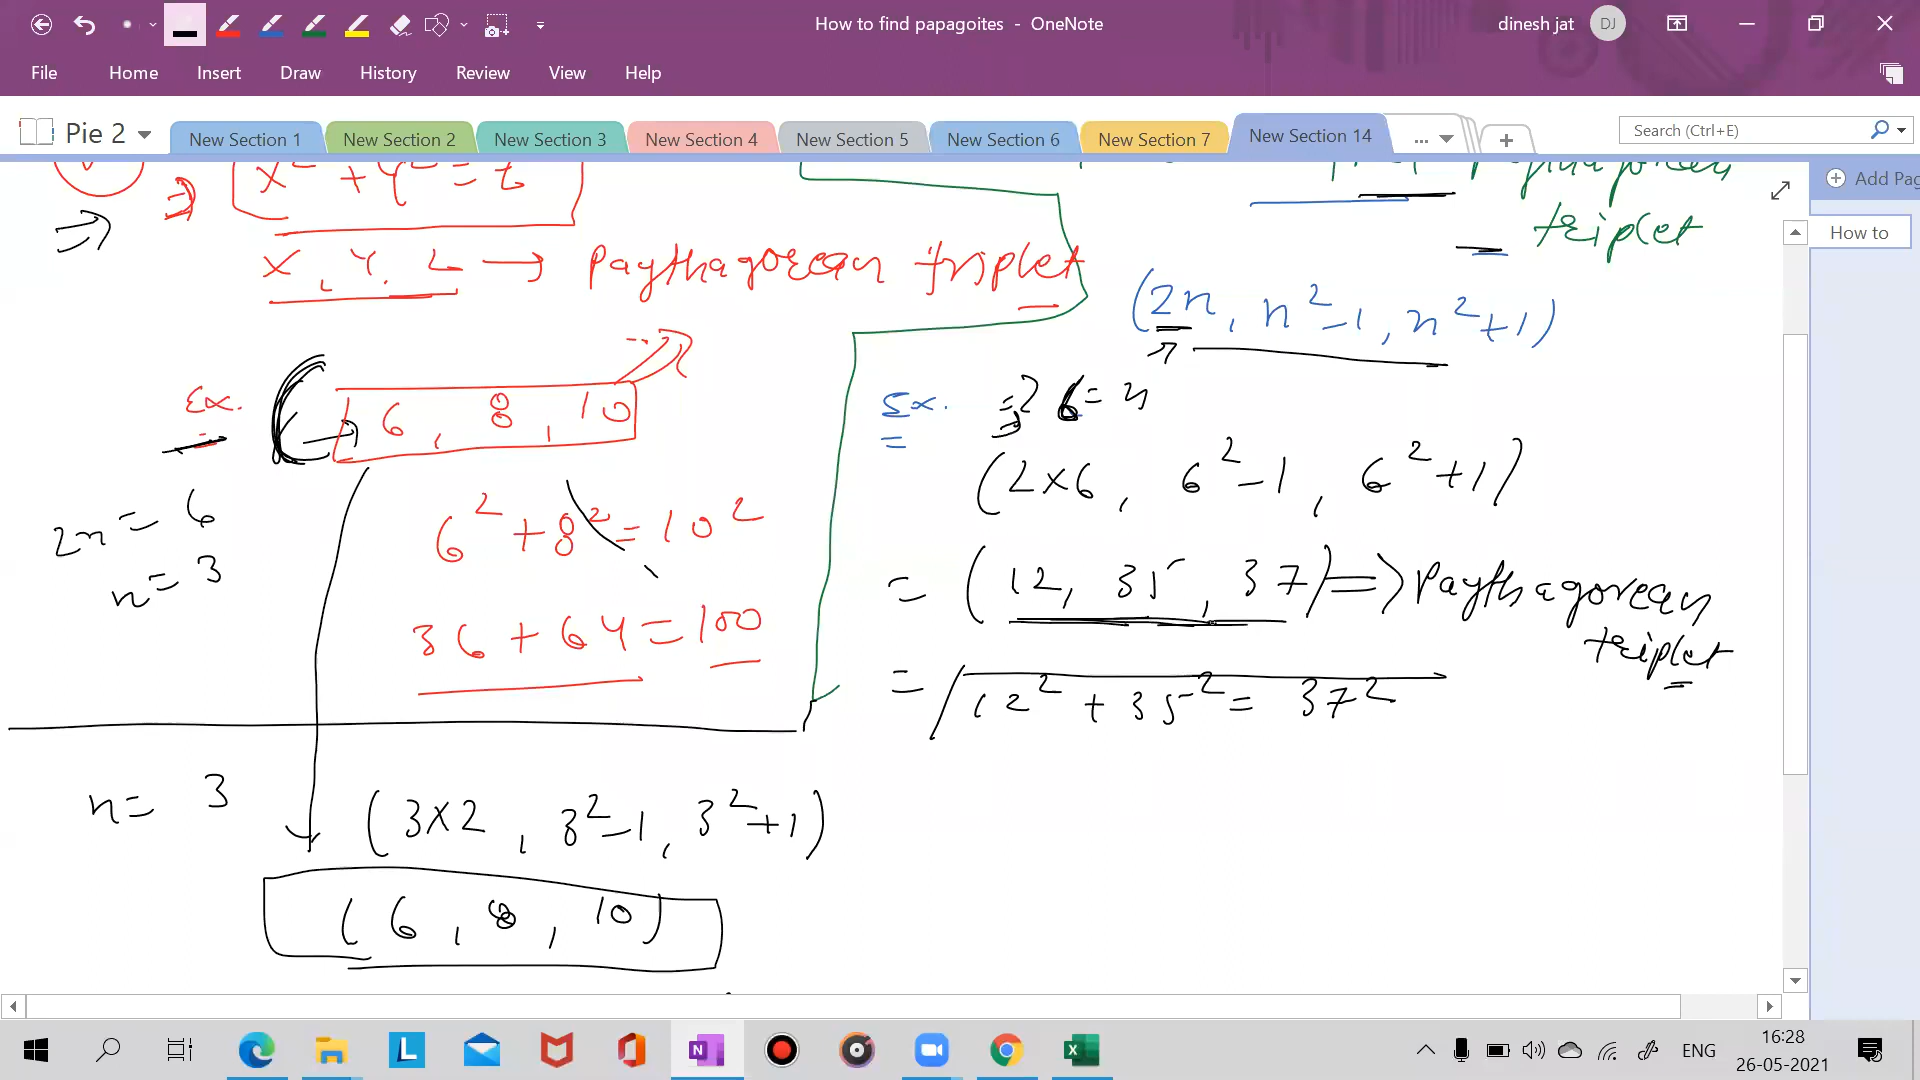 How to find papagoites - OneNote
dinesh jat
DJ
File Home Insert Draw History Review View Help
Pie 2
New Section 1 New Section 2 New Section 3 New Section 4 New Section 5 New Section 6 New Section 7 New Section 14 ...
Search (Ctrl+E)
Add Pag
How to
x² + y² = z
x, y, z → Paythagorean triplet
Ex. 6, 8, 10
2n = 6
n = 3
6² + 8² = 10²
36 + 64 = 100
n = 3
(3×2, 3²-1, 3²+1)
(6, 8, 10)
triplet
(2n, n²-1, n²+1)
Ex. ⇒ 6 = n
(2×6, 6²-1, 6²+1)
= (12, 35, 37) ⇒ Paythagorean
triplet
= 12² + 35² = 37²
ENG
16:28
26-05-2021